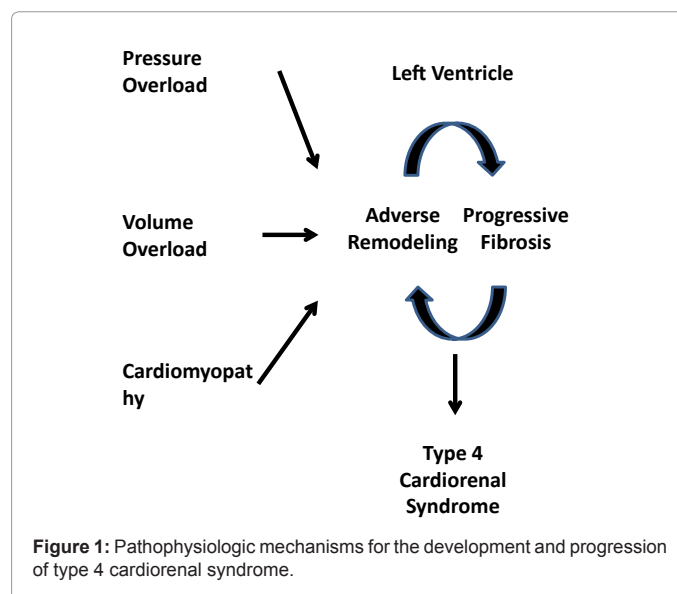 Pressure
Overload
Left Ventricle
Volume
Overload
Adverse
Remodeling
Progressive
Fibrosis
Cardiomyopat
hy
Type 4
Cardiorenal
Syndrome
Figure 1: Pathophysiologic mechanisms for the development and progression
of type 4 cardiorenal syndrome.